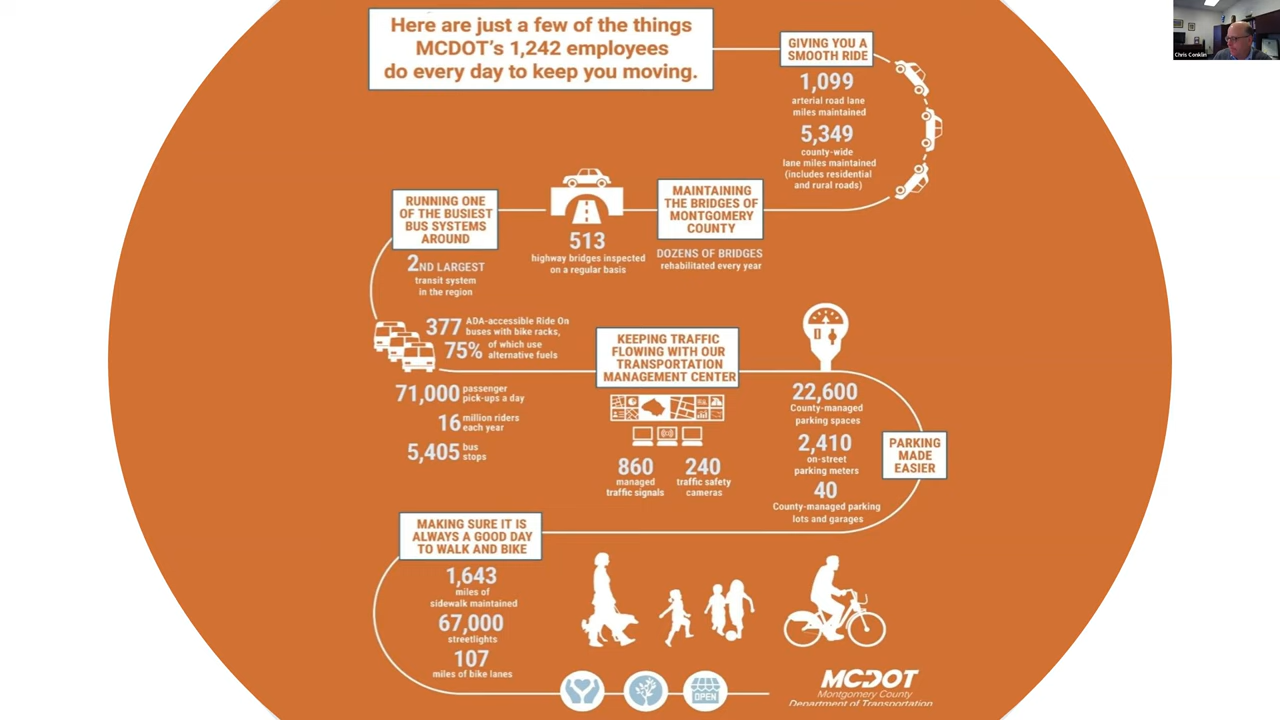 Here are just a few of the things
MCDOT's 1,242 employees
do every day to keep you moving.
GIVING YOU A
SMOOTH RIDE
1,099
arterial road lane
miles maintained
5,349
county-wide
lane miles maintained
(includes residential
and rural roads)
MAINTAINING
THE BRIDGES OF
MONTGOMERY
COUNTY
DOZENS OF BRIDGES
rehabilitated every year
513
highway bridges inspected
on a regular basis
RUNNING ONE
OF THE BUSIEST
BUS SYSTEMS
AROUND
2ND LARGEST
transit system
in the region
377 ADA-accessible Ride On
buses with bike racks,
75% of which use
alternative fuels
71,000 passenger
pick-ups a day
16 million riders
each year
5,405 bus
stops
KEEPING TRAFFIC
FLOWING WITH OUR
TRANSPORTATION
MANAGEMENT CENTER
860
managed
traffic signals
240
traffic safety
cameras
22,600
County-managed
parking spaces
2,410
on-street
parking meters
40
County-managed parking
lots and garages
PARKING
MADE
EASIER
MAKING SURE IT IS
ALWAYS A GOOD DAY
TO WALK AND BIKE
1,643
miles of
sidewalk maintained
67,000
streetlights
107
miles of bike lanes
OPEN
MCDOT
Montgomery County
Department of Transportation
Chris Conklin